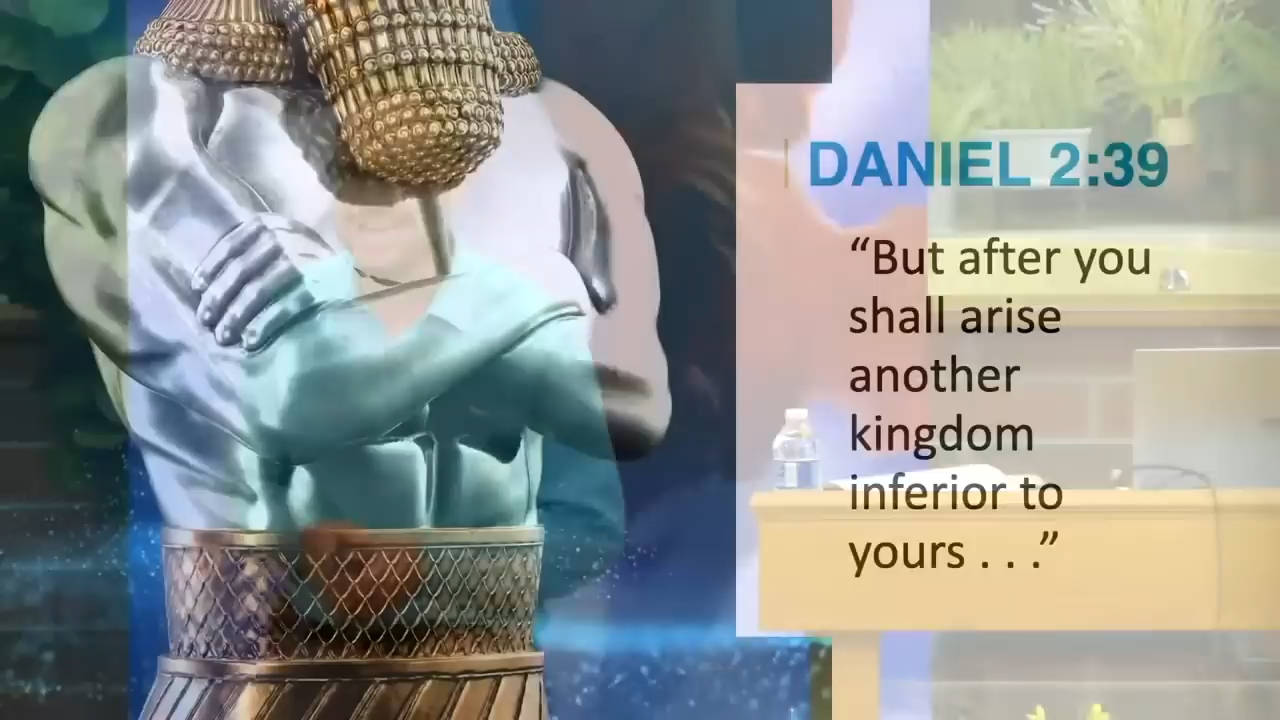 DANIEL 2:39
“But after you
shall arise
another
kingdom
inferior to
yours . . .”